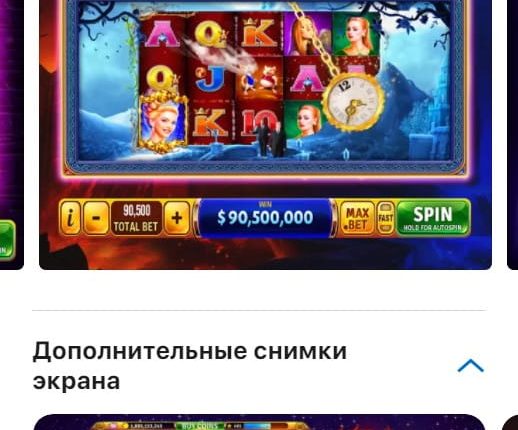 A Q K
12
Q J A
K 10
WIN
90,500
TOTAL BET
i - + $90,500,000 MAX BET FAST SPIN
HOLD FOR AUTOSPIN
Дополнительные снимки
экрана
BUY COINS